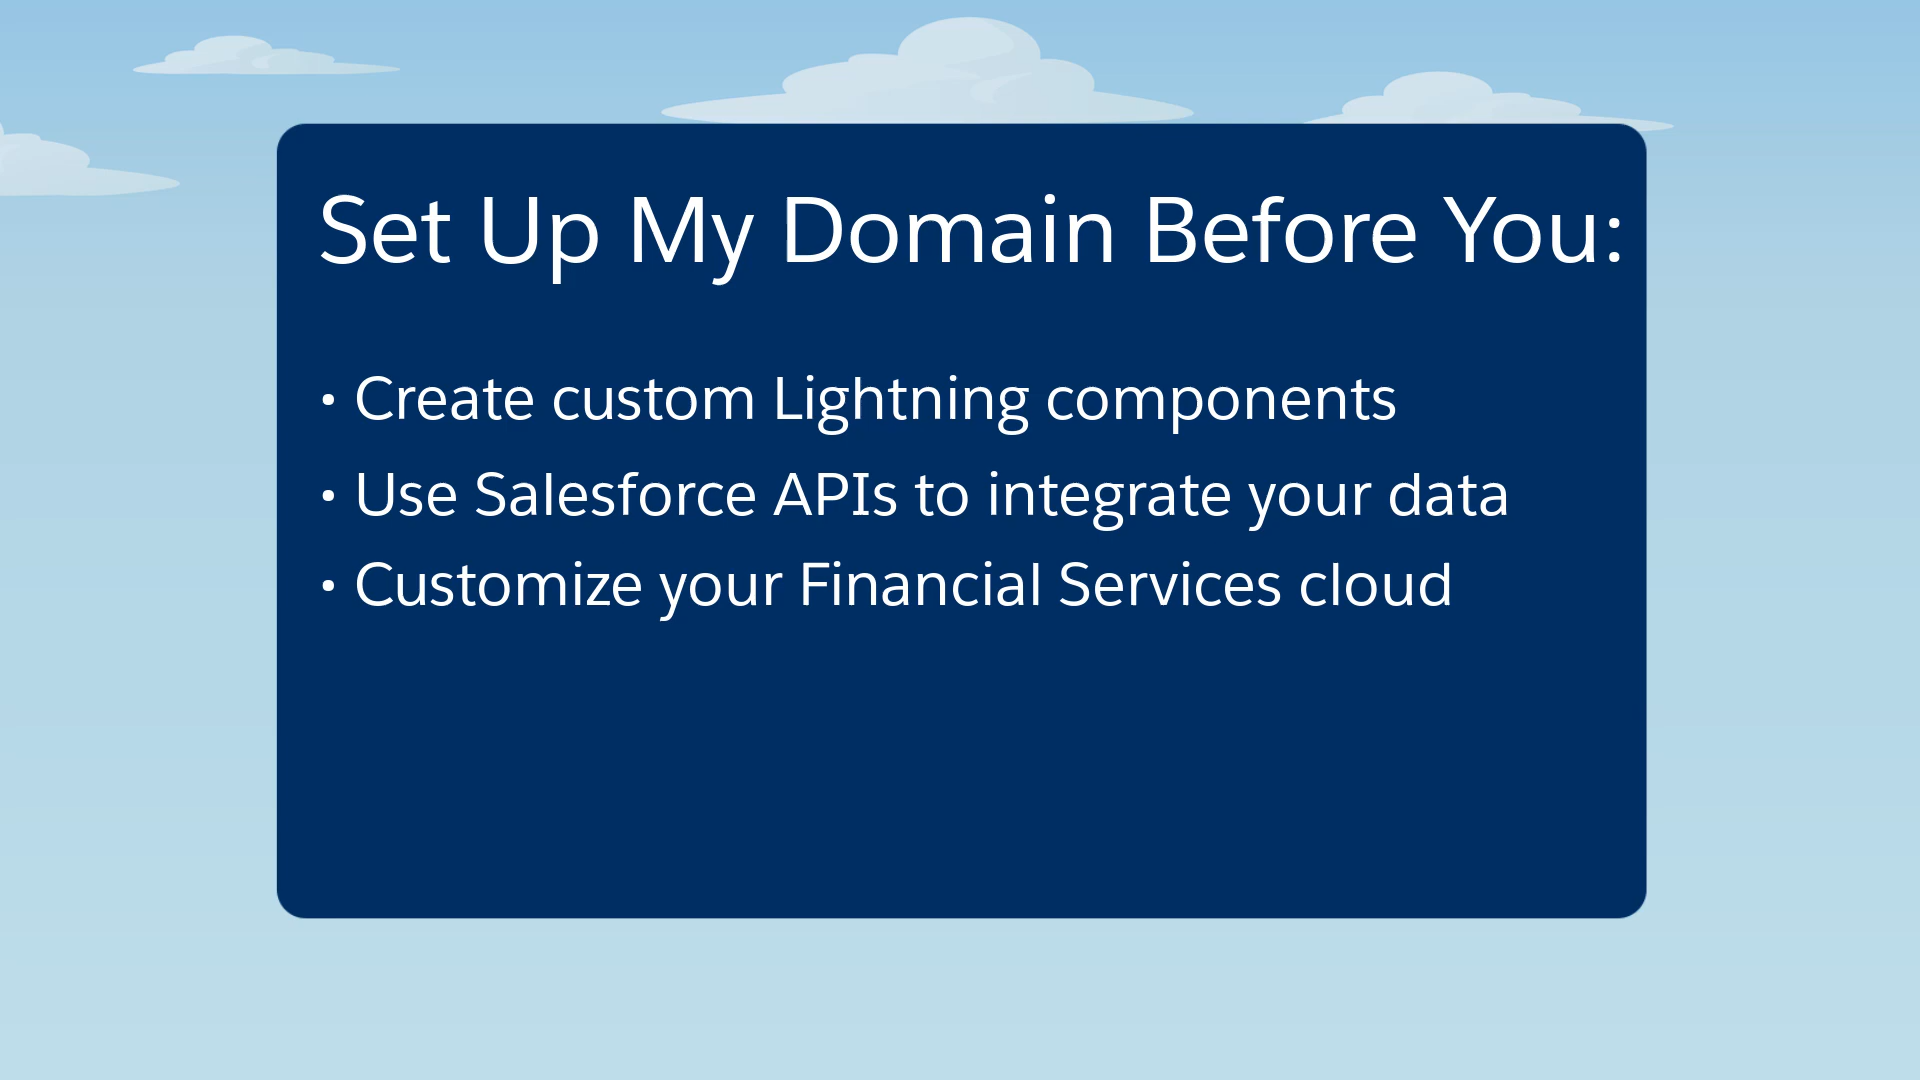 Set Up My Domain Before You:
• Create custom Lightning components
• Use Salesforce APIs to integrate your data
• Customize your Financial Services cloud